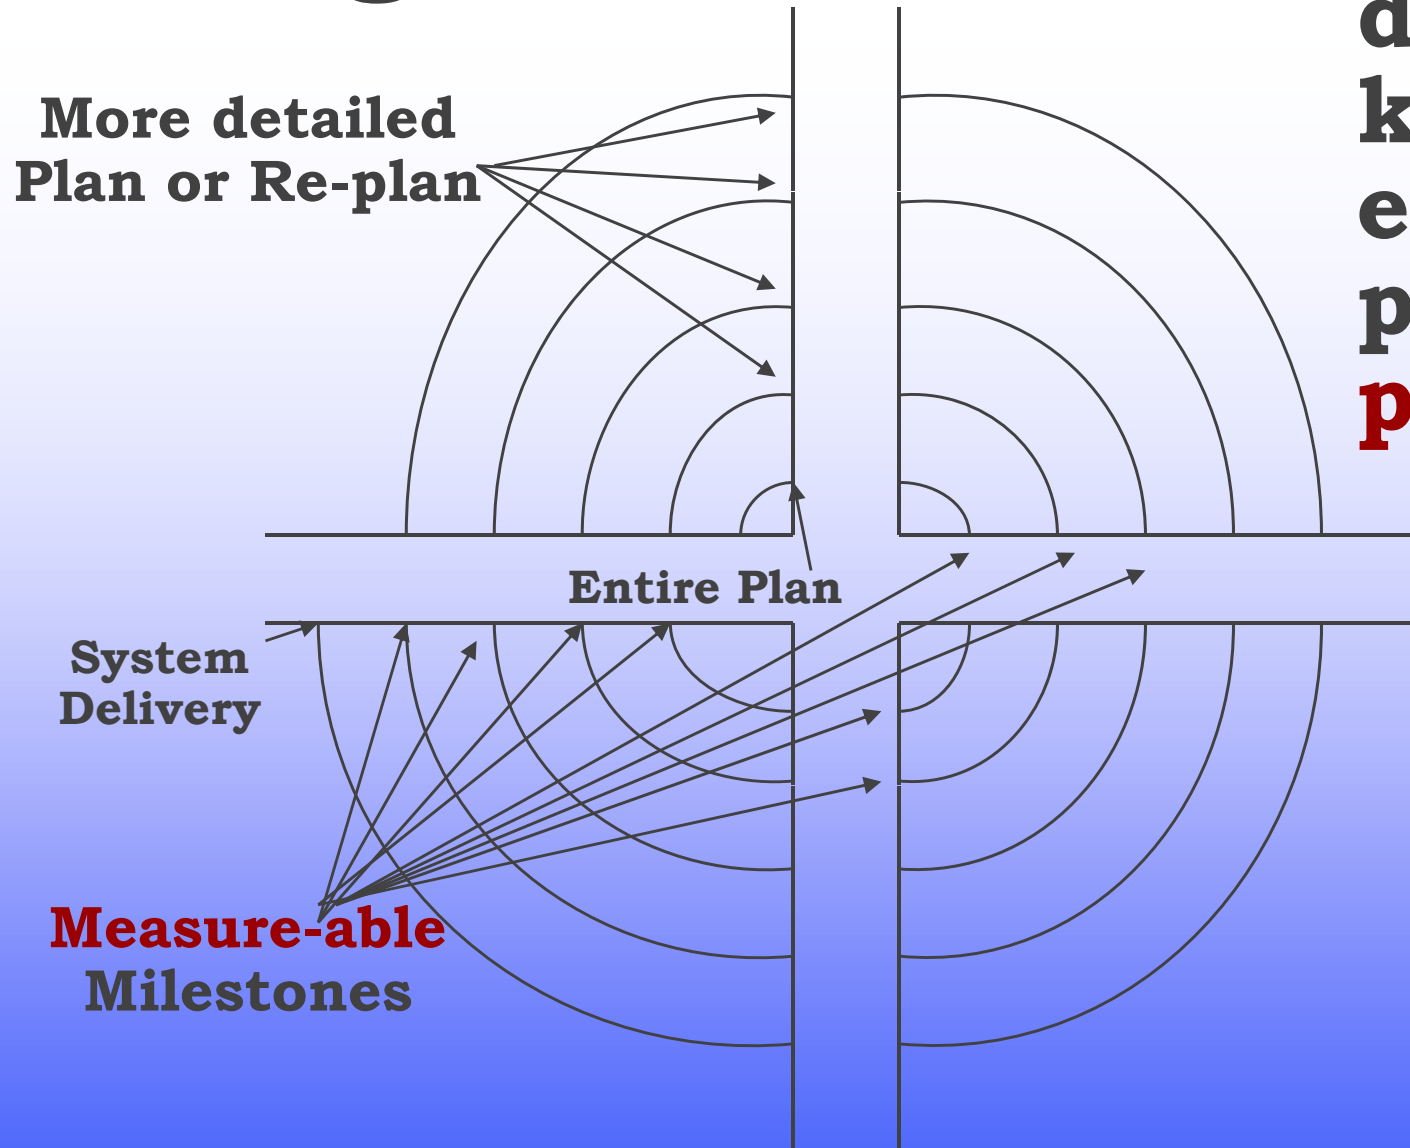 More detailed
Plan or Re-plan
Entire Plan
System
Delivery
Measure-able
Milestones